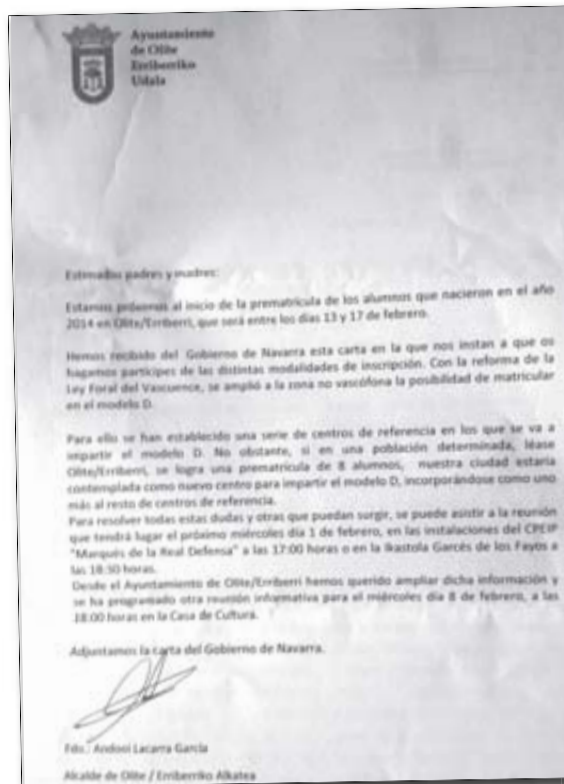 Ayuntamiento
de Olite
Erriberriko
Udala
Estimados padres y madres:
Estamos próximos al inicio de la prematrícula de los alumnos que nacieron en el año
2014 en Olite/Erriberri, que será entre los días 13 y 17 de febrero.
Hemos recibido del Gobierno de Navarra esta carta en la que nos instan a que os
hagamos partícipes de las distintas modalidades de inscripción. Con la reforma de la
Ley Foral del Vascuence, se amplió a la zona no vascófona la posibilidad de matricular
en el modelo D.
Para ello se han establecido una serie de centros de referencia en los que se va a
impartir el modelo D. No obstante, si en una población determinada, léase
Olite/Erriberri, se logra una prematrícula de 8 alumnos, nuestra ciudad estaría
contemplada como nuevo centro para impartir el modelo D, incorporándose como uno
más al resto de centros de referencia.
Para resolver todas estas dudas y otras que puedan surgir, se puede asistir a la reunión
que tendrá lugar el próximo miércoles día 1 de febrero, en las instalaciones del CPEIP
"Marqués de la Real Defensa" a las 17:00 horas o en la Ikastola Garcés de los Fayos a
las 18:30 horas.
Desde el Ayuntamiento de Olite/Erriberri hemos querido ampliar dicha información y
se ha programado otra reunión informativa para el miércoles día 8 de febrero, a las
18:00 horas en la Casa de Cultura.
Adjuntamos la carta del Gobierno de Navarra.
Fdo.: Andoni Lacarra García
Alcalde de Olite / Erriberriko Alkatea